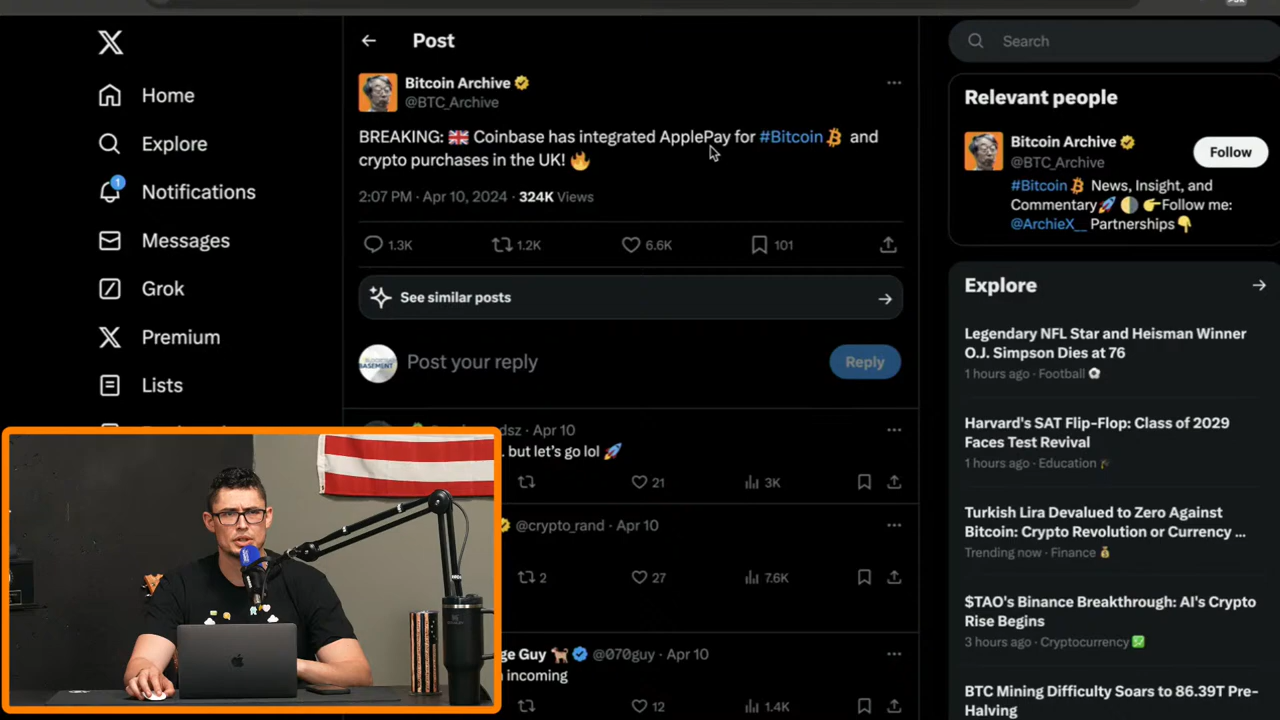 Post
Search
Home
Explore
Notifications
1
Messages
Grok
Premium
Lists
Bitcoin Archive
@BTC_Archive
BREAKING: 🇬🇧 Coinbase has integrated ApplePay for #Bitcoin and
crypto purchases in the UK! 🔥
2:07 PM · Apr 10, 2024 · 324K Views
1.3K 1.2K 6.6K 101
See similar posts
BASEMENT
Post your reply
Reply
dsz · Apr 10
but let's go lol 🚀
21 3K
@crypto_rand · Apr 10
2 27 7.6K
ge Guy @070guy · Apr 10
incoming
12 1.4K
Relevant people
Bitcoin Archive
@BTC_Archive
Follow
#Bitcoin News, Insight, and
Commentary🚀 🌓 👉Follow me:
@ArchieX__ Partnerships👇
Explore
Legendary NFL Star and Heisman Winner
O.J. Simpson Dies at 76
1 hours ago · Football ⚽
Harvard's SAT Flip-Flop: Class of 2029
Faces Test Revival
1 hours ago · Education
Turkish Lira Devalued to Zero Against
Bitcoin: Crypto Revolution or Currency ...
Trending now · Finance 💰
$TAO's Binance Breakthrough: AI's Crypto
Rise Begins
3 hours ago · Cryptocurrency 💹
BTC Mining Difficulty Soars to 86.39T Pre-
Halving